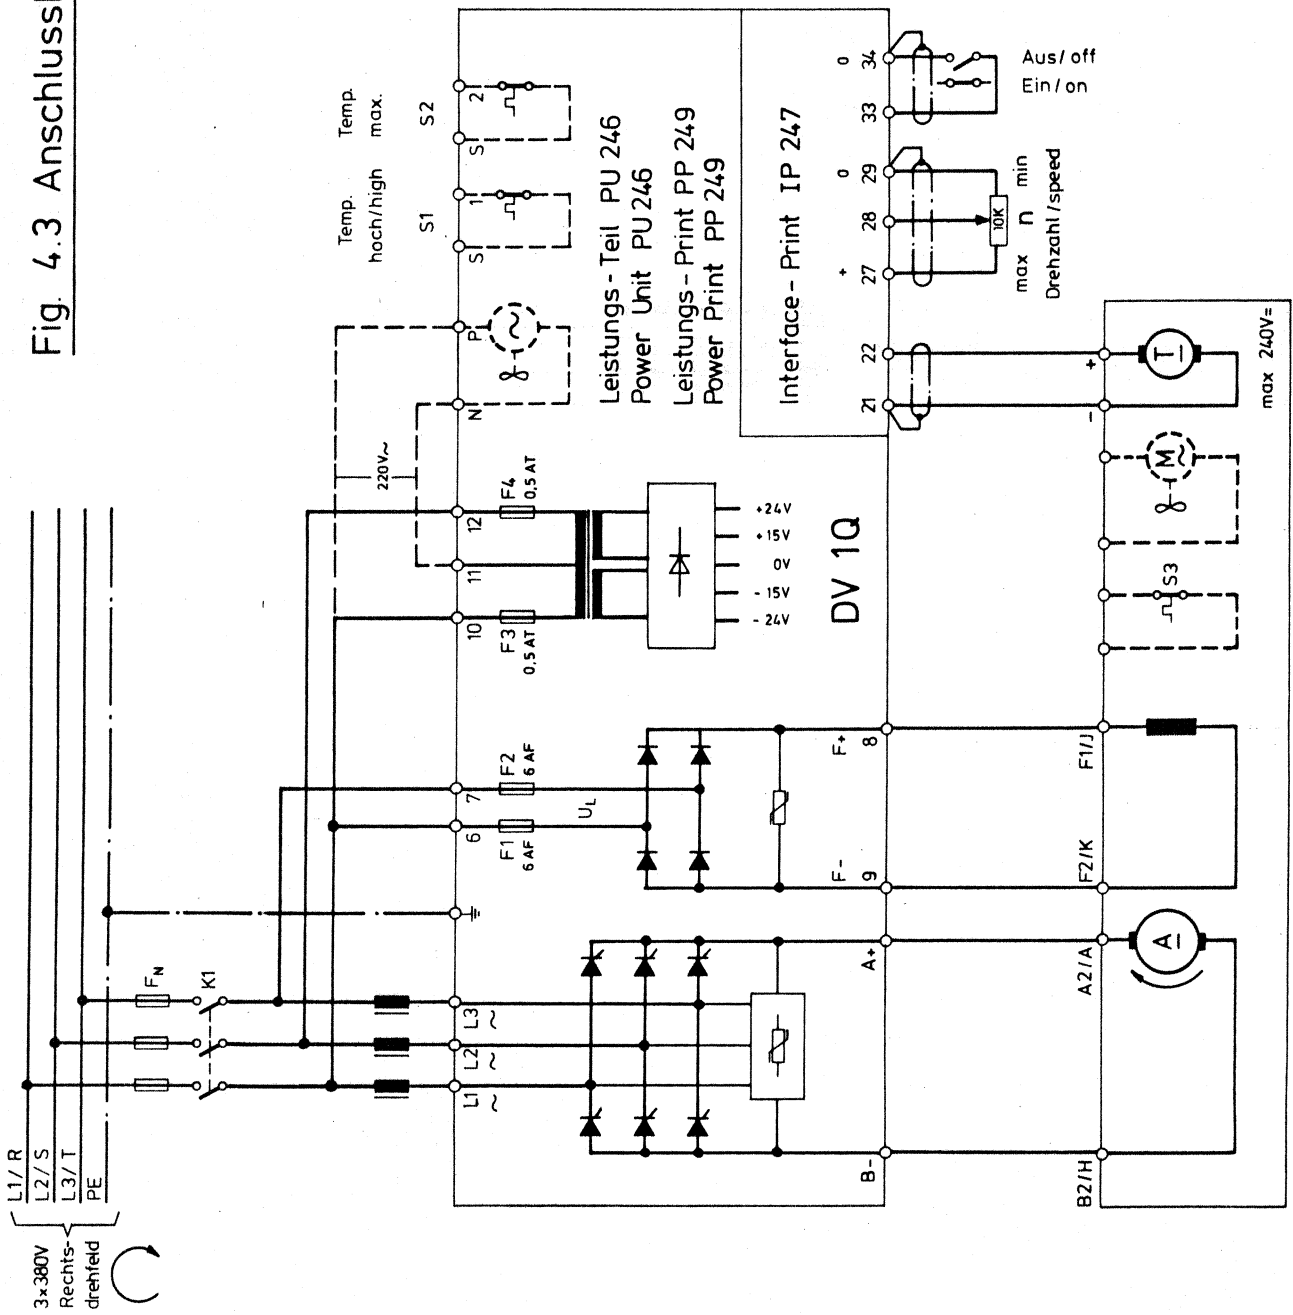 Fig. 4.3 Anschluss
L1/ R
L2/ S
L3/ T
PE
3x380V
Rechts-
drehfeld
FN
K1
220V~
Temp.
hoch/high
S1
Temp.
max.
S2
L1
~
L2
~
L3
~
6
7
10
11
12
N
P
S
1
S
2
F1
6 AF
F2
6 AF
UL
F3
0,5 AT
F4
0,5 AT
+24V
+15V
0V
- 15V
- 24V
DV 1Q
Leistungs-Teil PU 246
Power Unit PU 246
Leistungs-Print PP 249
Power Print PP 249
Interface-Print IP 247
B-
A+
F-
9
F+
8
21
22
+
27
28
0
29
33
0
34
10K
max n min
Drehzahl/speed
Aus/off
Ein/on
B2/H
A2/A
F2/K
F1/J
-
+
A
S3
M
~
T
max 240V=